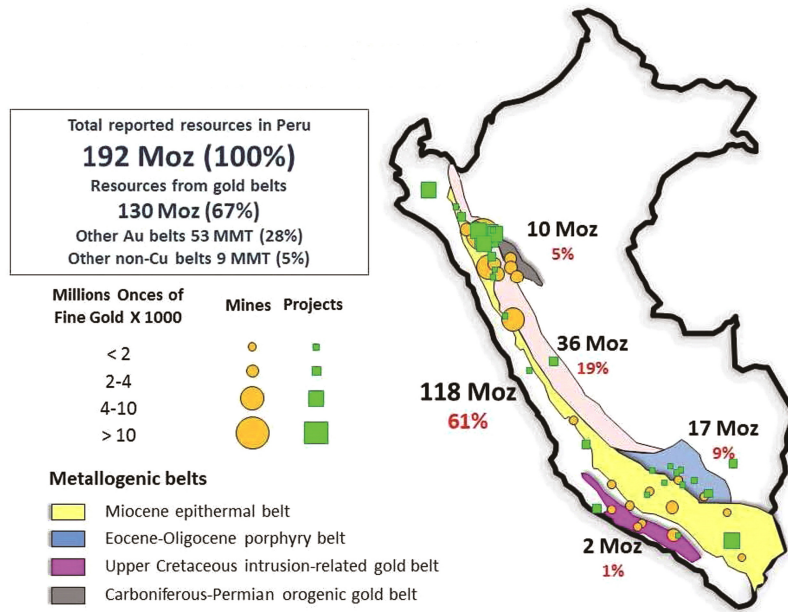 Total reported resources in Peru
192 Moz (100%)
Resources from gold belts
130 Moz (67%)
Other Au belts 53 MMT (28%)
Other non-Cu belts 9 MMT (5%)
Millions Onces of
Fine Gold X 1000
Mines
Projects
< 2
2-4
4-10
> 10
Metallogenic belts
Miocene epithermal belt
Eocene-Oligocene porphyry belt
Upper Cretaceous intrusion-related gold belt
Carboniferous-Permian orogenic gold belt
10 Moz
5%
36 Moz
19%
118 Moz
61%
17 Moz
9%
2 Moz
1%